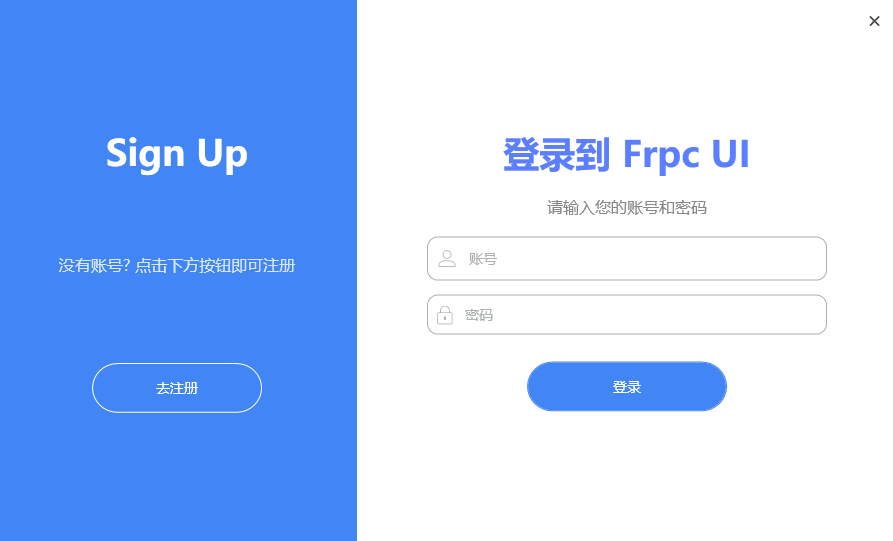 Sign Up
没有账号? 点击下方按钮即可注册
去注册
登录到 Frpc UI
请输入您的账号和密码
账号
密码
登录